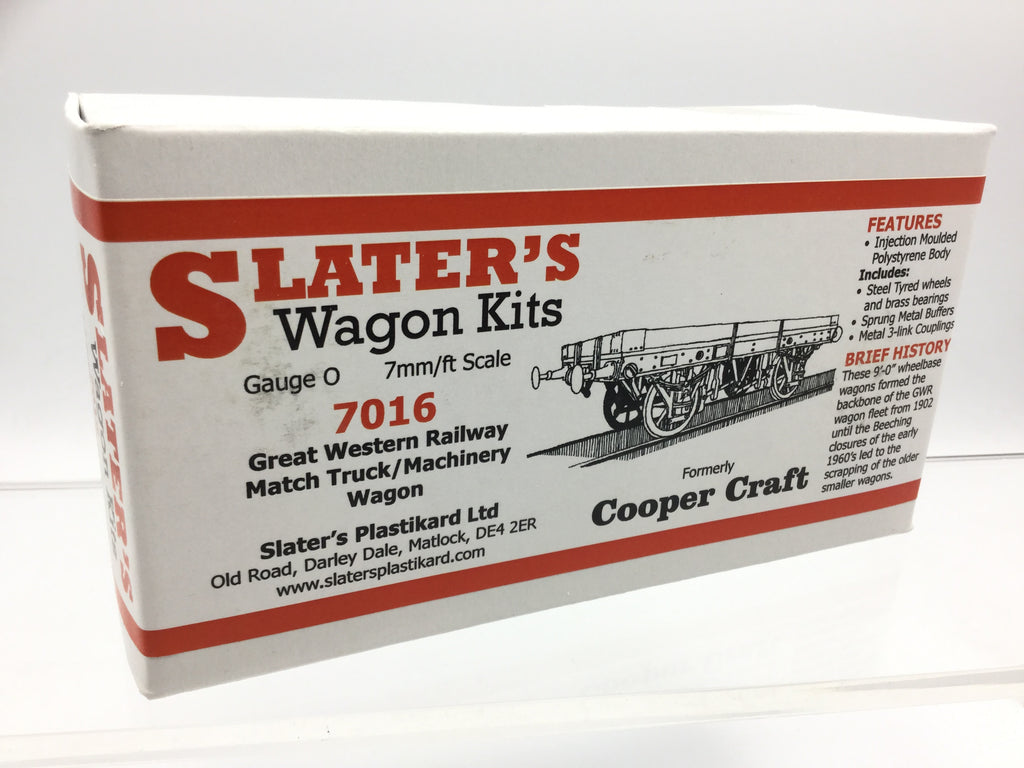 SLATER'S
Wagon Kits
Gauge O 7mm/ft Scale
7016
Great Western Railway
Match Truck/Machinery
Wagon
Slater's Plastikard Ltd
Old Road, Darley Dale, Matlock, DE4 2ER
www.slatersplastikard.com
Formerly
Cooper Craft
FEATURES
• Injection Moulded
Polystyrene Body
Includes:
• Steel Tyred wheels
and brass bearings
• Sprung Metal Buffers
• Metal 3-link Couplings
BRIEF HISTORY
These 9'-0" wheelbase
wagons formed the
backbone of the GWR
wagon fleet from 1902
until the Beeching
closures of the early
1960's led to the
scrapping of the older
smaller wagons.
SLATER'S
Wagon Kits